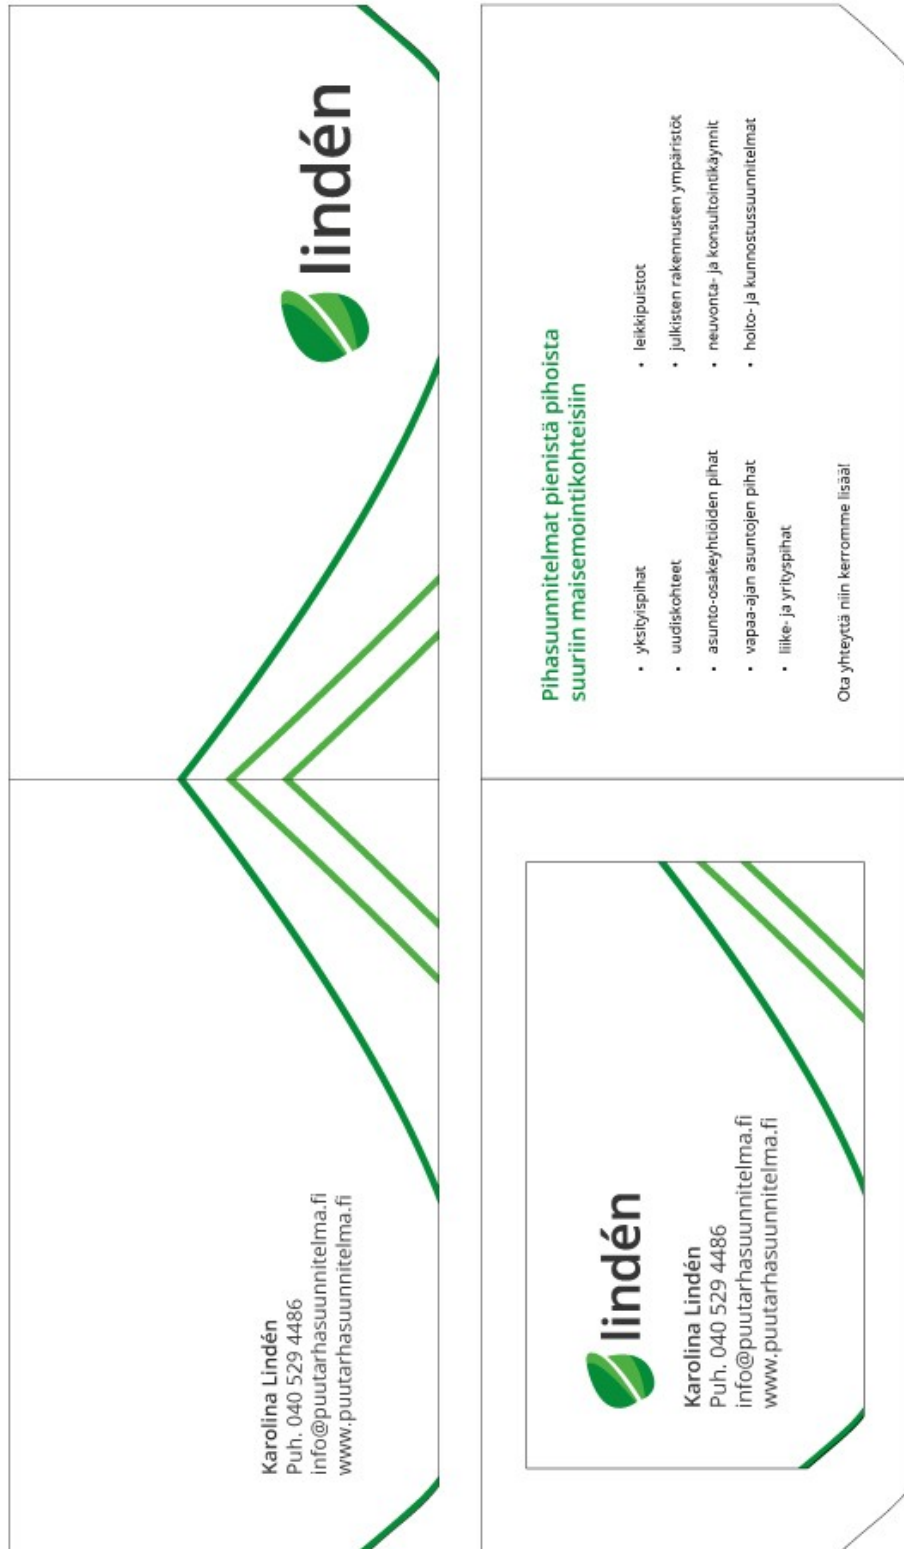 Karolina Lindén
Puh. 040 529 4486
info@puutarhasuunnitelma.fi
www.puutarhasuunnitelma.fi
lindén
lindén
Karolina Lindén
Puh. 040 529 4486
info@puutarhasuunnitelma.fi
www.puutarhasuunnitelma.fi
Pihasuunnitelmat pienistä pihoista
suuriin maisemointikohteisiin
• yksityispihat
• uudiskohteet
• asunto-osakeyhtiöiden pihat
• vapaa-ajan asuntojen pihat
• liike- ja yrityspihat
• leikkipuistot
• julkisten rakennusten ympäristöt
• neuvonta- ja konsultointikäynnit
• hoito- ja kunnostussuunnitelmat
Ota yhteyttä niin kerromme lisää!